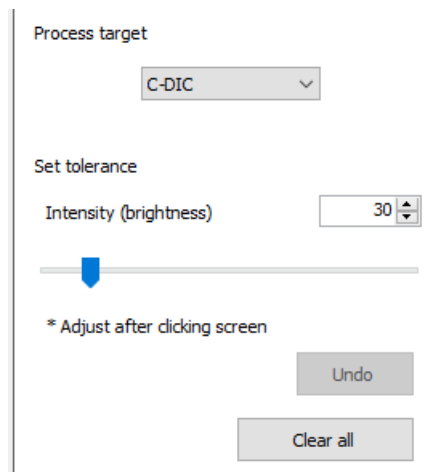 Process target
C-DIC
Set tolerance
Intensity (brightness) 30
* Adjust after clicking screen
Undo
Clear all